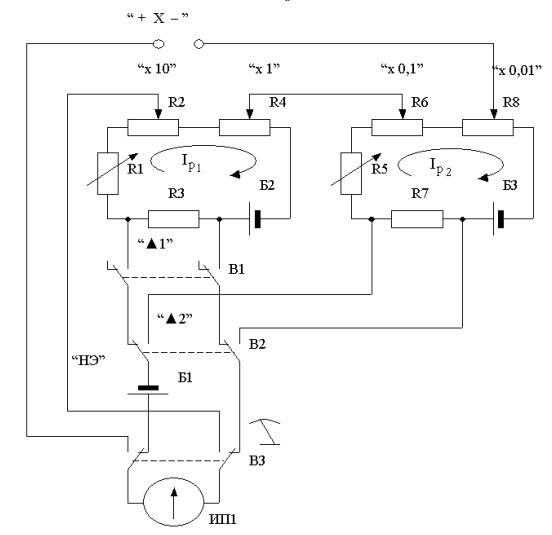 “ + X – ”
“x 10” “x 1” “x 0,1” “x 0,01”
R2 R4 R6 R8
R1 Iр1 Б2 R5 Iр2 Б3
R3 R7
“▲1”
В1
“▲2”
В2
“НЭ”
Б1
В3
ИП1